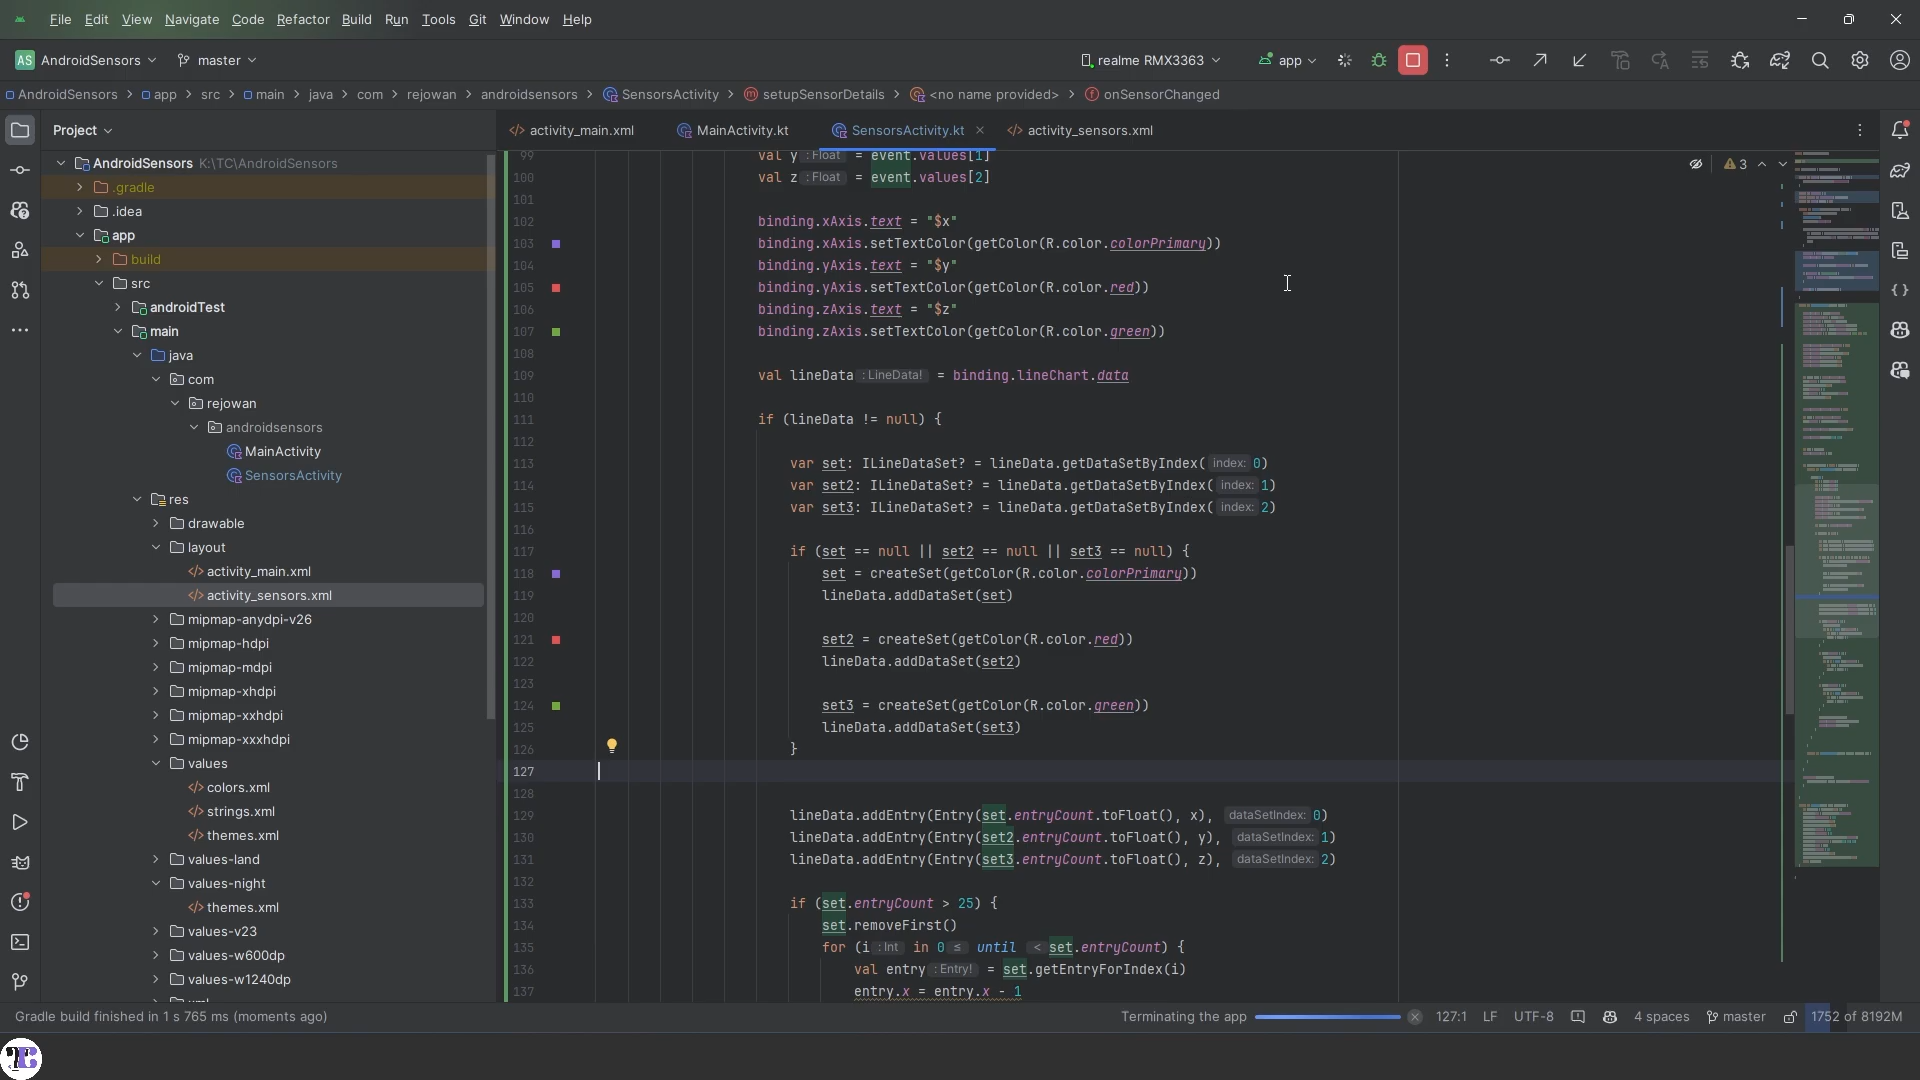 File Edit View Navigate Code Refactor Build Run Tools Git Window Help
AS AndroidSensors master realme RMX3363 app
AndroidSensors > app > src > main > java > com > rejowan > androidsensors > SensorsActivity > setupSensorDetails > <no name provided> > onSensorChanged
Project
AndroidSensors K:\TC\AndroidSensors
.gradle
.idea
app
build
src
androidTest
main
java
com
rejowan
androidsensors
MainActivity
SensorsActivity
res
drawable
layout
activity_main.xml
activity_sensors.xml
mipmap-anydpi-v26
mipmap-hdpi
mipmap-mdpi
mipmap-xhdpi
mipmap-xxhdpi
mipmap-xxxhdpi
values
colors.xml
strings.xml
themes.xml
values-land
values-night
themes.xml
values-v23
values-w600dp
values-w1240dp
xml
activity_main.xml MainActivity.kt SensorsActivity.kt activity_sensors.xml
3
99 val y : Float = event.values[1]
100 val z : Float = event.values[2]
101
102 binding.xAxis.text = "$x"
103 binding.xAxis.setTextColor(getColor(R.color.colorPrimary))
104 binding.yAxis.text = "$y"
105 binding.yAxis.setTextColor(getColor(R.color.red))
106 binding.zAxis.text = "$z"
107 binding.zAxis.setTextColor(getColor(R.color.green))
108
109 val lineData : LineData! = binding.lineChart.data
110
111 if (lineData != null) {
112
113 var set: ILineDataSet? = lineData.getDataSetByIndex( index: 0)
114 var set2: ILineDataSet? = lineData.getDataSetByIndex( index: 1)
115 var set3: ILineDataSet? = lineData.getDataSetByIndex( index: 2)
116
117 if (set == null || set2 == null || set3 == null) {
118 set = createSet(getColor(R.color.colorPrimary))
119 lineData.addDataSet(set)
120
121 set2 = createSet(getColor(R.color.red))
122 lineData.addDataSet(set2)
123
124 set3 = createSet(getColor(R.color.green))
125 lineData.addDataSet(set3)
126 }
127
128
129 lineData.addEntry(Entry(set.entryCount.toFloat(), x), dataSetIndex: 0)
130 lineData.addEntry(Entry(set2.entryCount.toFloat(), y), dataSetIndex: 1)
131 lineData.addEntry(Entry(set3.entryCount.toFloat(), z), dataSetIndex: 2)
132
133 if (set.entryCount > 25) {
134 set.removeFirst()
135 for (i : Int in 0 ≤ until < set.entryCount) {
136 val entry : Entry! = set.getEntryForIndex(i)
137 entry.x = entry.x - 1
Gradle build finished in 1 s 765 ms (moments ago) Terminating the app 127:1 LF UTF-8 4 spaces master 1752 of 8192M
TC